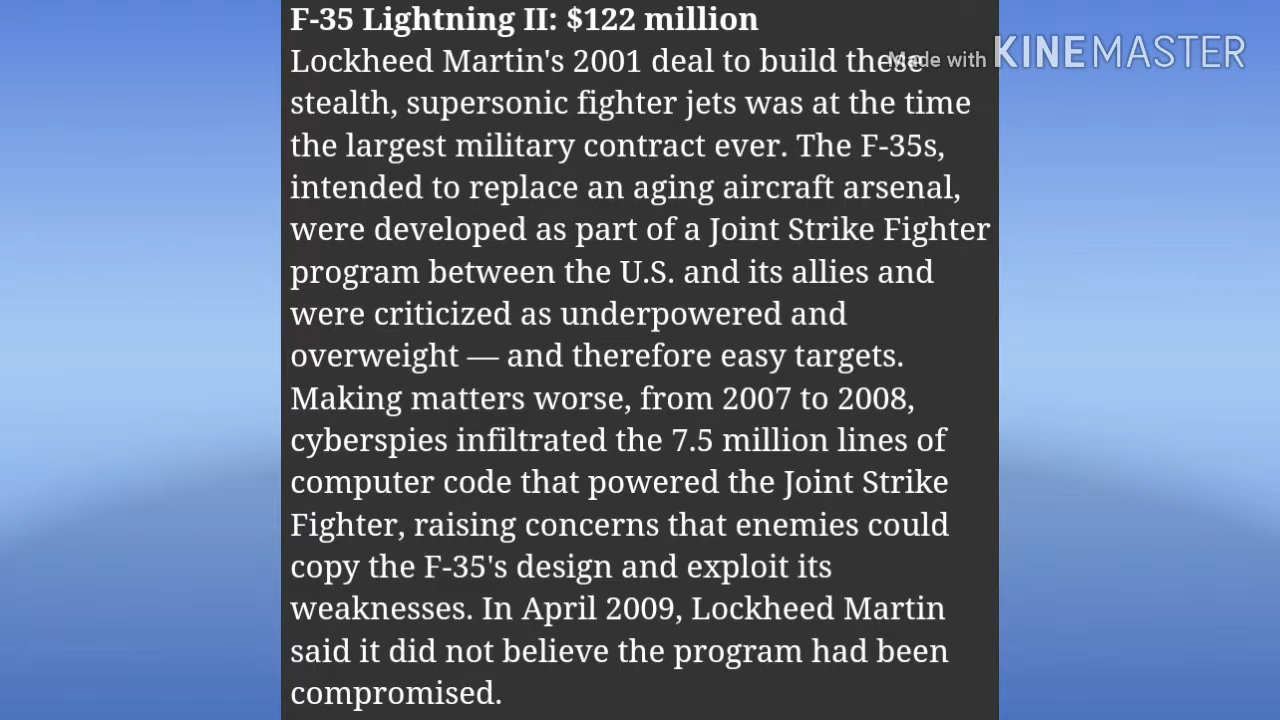 F-35 Lightning II: $122 million
Lockheed Martin's 2001 deal to build these
Made with KINEMASTER
stealth, supersonic fighter jets was at the time
the largest military contract ever. The F-35s,
intended to replace an aging aircraft arsenal,
were developed as part of a Joint Strike Fighter
program between the U.S. and its allies and
were criticized as underpowered and
overweight — and therefore easy targets.
Making matters worse, from 2007 to 2008,
cyberspies infiltrated the 7.5 million lines of
computer code that powered the Joint Strike
Fighter, raising concerns that enemies could
copy the F-35's design and exploit its
weaknesses. In April 2009, Lockheed Martin
said it did not believe the program had been
compromised.